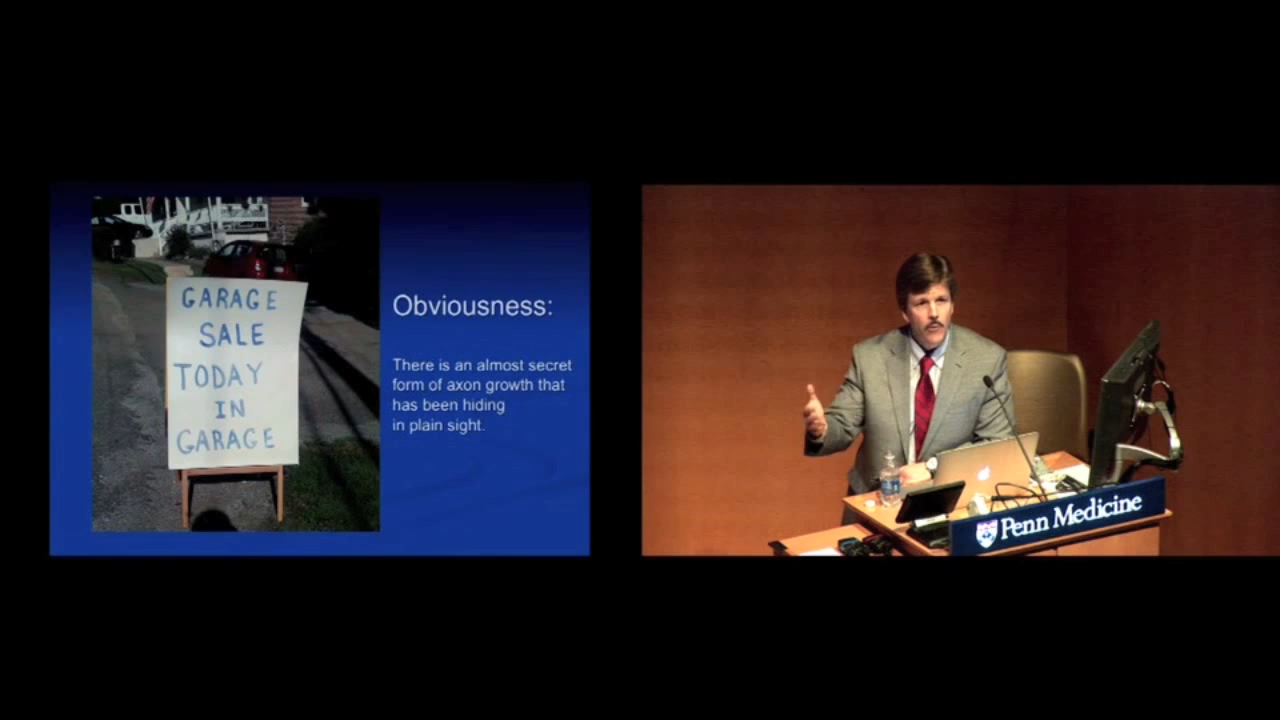 GARAGE
SALE
TODAY
IN
GARAGE
Obviousness:
There is an almost secret
form of axon growth that
has been hiding
in plain sight.
Penn Medicine